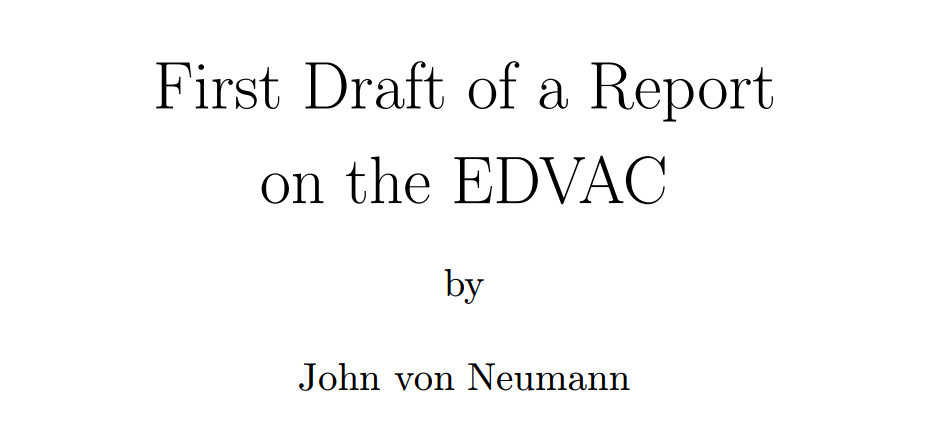 First Draft of a Report
on the EDVAC
by
John von Neumann